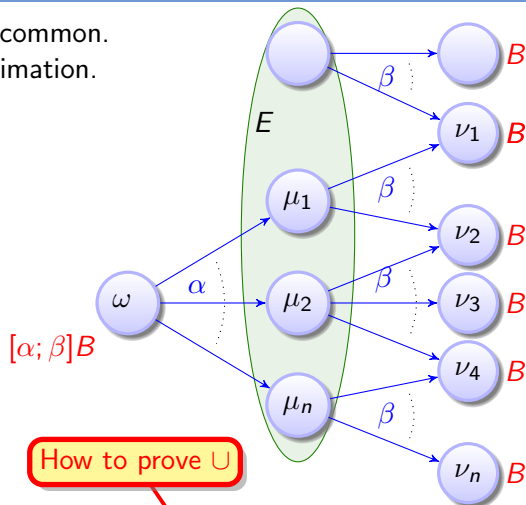 common.
imation.
B
β
E
ν₁ B
μ₁
β
ν₂ B
ω
α
μ₂
β
ν₃ B
[α; β]B
ν₄ B
μₙ
β
How to prove ∪
νₙ B